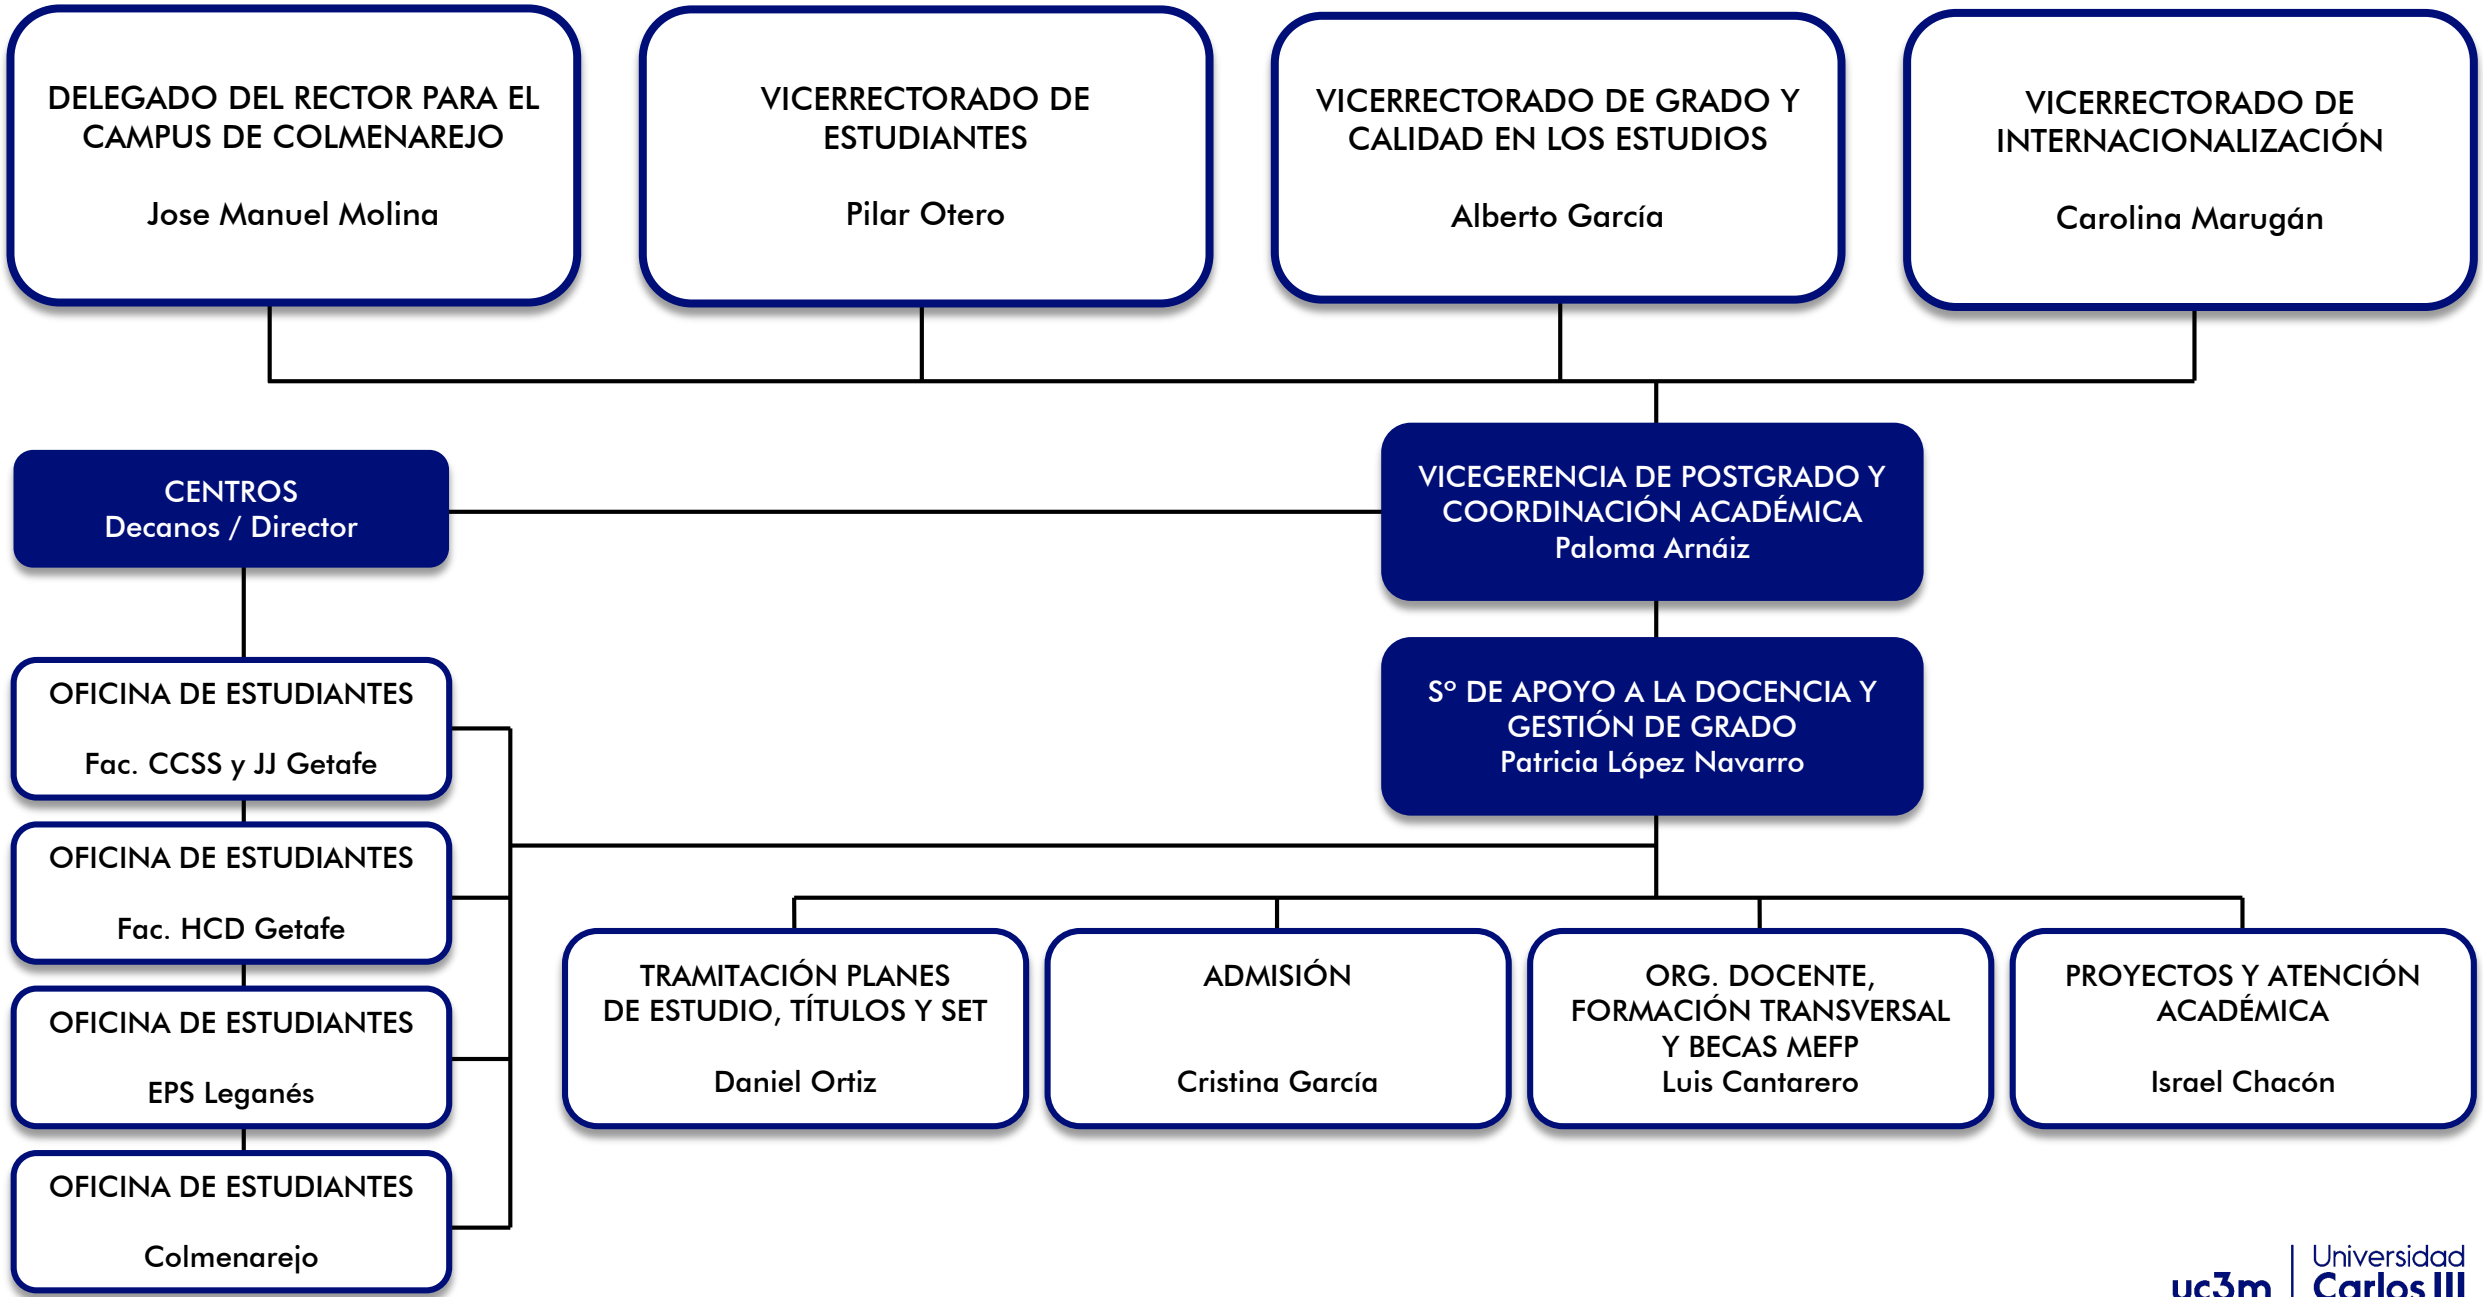 DELEGADO DEL RECTOR PARA EL
CAMPUS DE COLMENAREJO
Jose Manuel Molina
VICERRECTORADO DE
ESTUDIANTES
Pilar Otero
VICERRECTORADO DE GRADO Y
CALIDAD EN LOS ESTUDIOS
Alberto García
VICERRECTORADO DE
INTERNACIONALIZACIÓN
Carolina Marugán
CENTROS
Decanos / Director
VICEGERENCIA DE POSTGRADO Y
COORDINACIÓN ACADÉMICA
Paloma Arnáiz
Sº DE APOYO A LA DOCENCIA Y
GESTIÓN DE GRADO
Patricia López Navarro
OFICINA DE ESTUDIANTES
Fac. CCSS y JJ Getafe
OFICINA DE ESTUDIANTES
Fac. HCD Getafe
OFICINA DE ESTUDIANTES
EPS Leganés
OFICINA DE ESTUDIANTES
Colmenarejo
TRAMITACIÓN PLANES
DE ESTUDIO, TÍTULOS Y SET
Daniel Ortiz
ADMISIÓN
Cristina García
ORG. DOCENTE,
FORMACIÓN TRANSVERSAL
Y BECAS MEFP
Luis Cantarero
PROYECTOS Y ATENCIÓN
ACADÉMICA
Israel Chacón
uc3m
Universidad
Carlos III